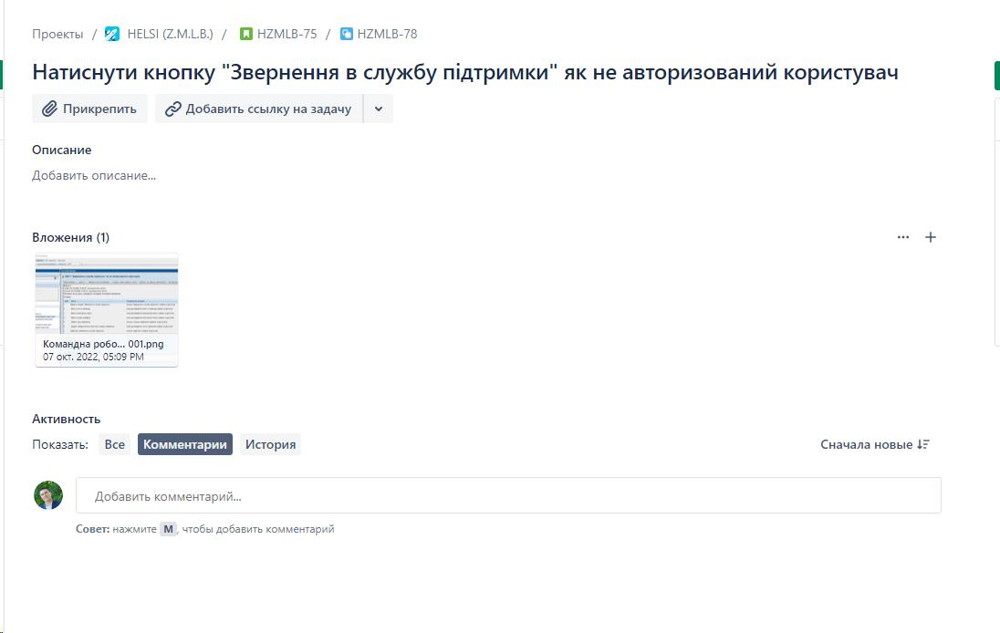 Проекты / HELSI (Z.M.L.B.) / HZMLB-75 / HZMLB-78
Натиснути кнопку "Звернення в службу підтримки" як не авторизований користувач
Прикрепить Добавить ссылку на задачу
Описание
Добавить описание...
Вложения (1)
Командна робо... 001.png
07 окт. 2022, 05:09 PM
Активность
Показать: Все Комментарии История Сначала новые
Добавить комментарий...
Совет: нажмите M, чтобы добавить комментарий